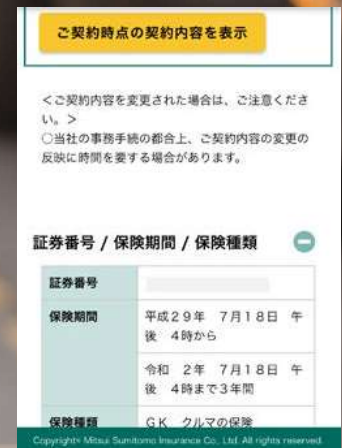 ご契約時点の契約内容を表示
＜ご契約内容を変更された場合は、ご注意くださ
い。＞
○当社の事務手続の都合上、ご契約内容の変更の
反映に時間を要する場合があります。
証券番号 / 保険期間 / 保険種類
証券番号
保険期間
平成２９年　７月１８日　午
後　４時から
令和　２年　７月１８日　午
後　４時まで３年間
保険種類
ＧＫ　クルマの保険
Copyright© Mitsui Sumitomo Insurance Co., Ltd. All rights reserved.